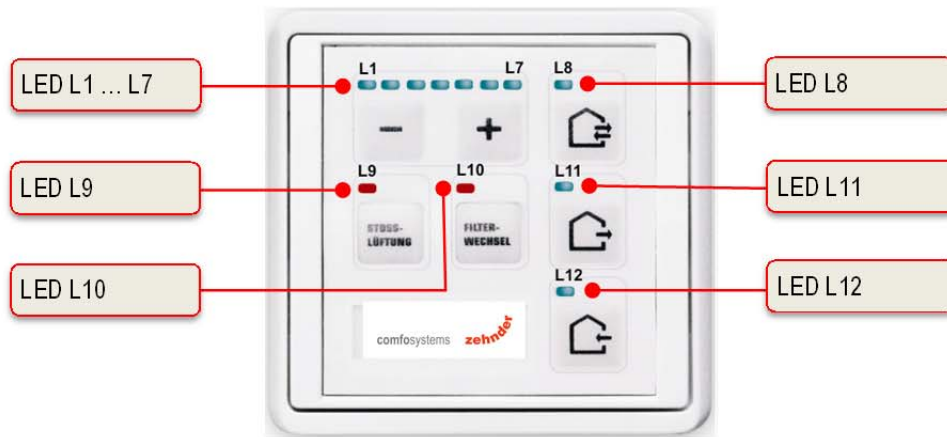 LED L1 ... L7
LED L9
LED L10
L1 L7 L8
L9 L10 L11
STOSS-
LÜFTUNG
FILTER-
WECHSEL
L12
comfosystems zehnder
LED L8
LED L11
LED L12